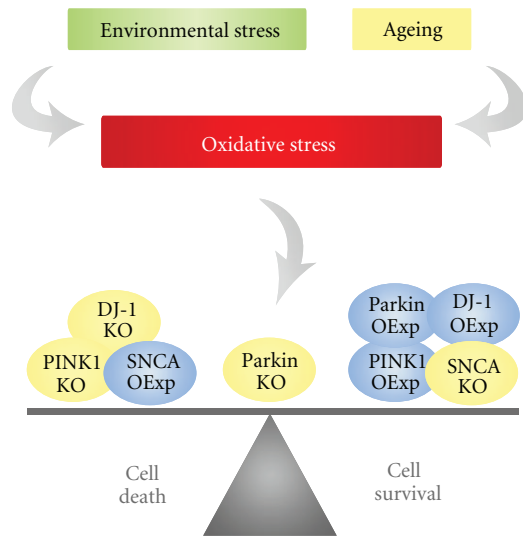 Environmental stress
Ageing
Oxidative stress
DJ-1
KO
PINK1
KO
SNCA
OExp
Parkin
KO
Parkin
OExp
DJ-1
OExp
PINK1
OExp
SNCA
KO
Cell
death
Cell
survival